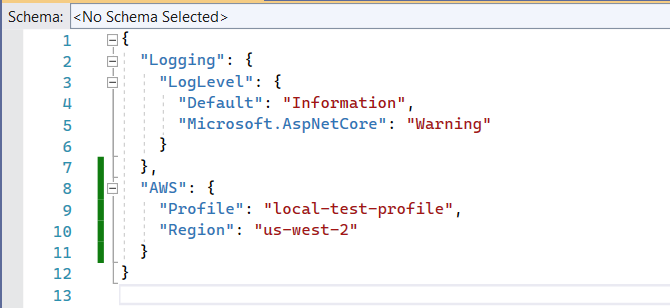 Schema: <No Schema Selected>
1 {
2 "Logging": {
3 "LogLevel": {
4 "Default": "Information",
5 "Microsoft.AspNetCore": "Warning"
6 }
7 },
8 "AWS": {
9 "Profile": "local-test-profile",
10 "Region": "us-west-2"
11 }
12 }
13